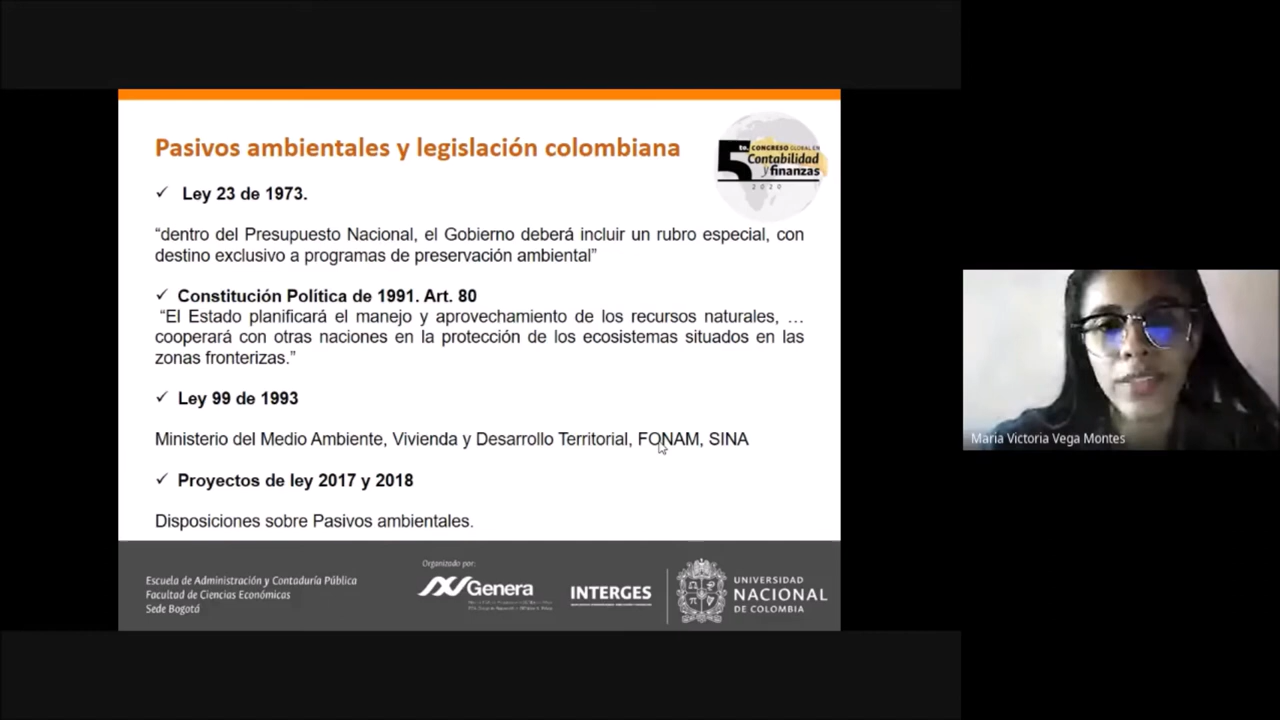 Pasivos ambientales y legislación colombiana
5to. CONGRESO GLOBAL EN
Contabilidad
y finanzas
2020
✓ Ley 23 de 1973.
“dentro del Presupuesto Nacional, el Gobierno deberá incluir un rubro especial, con
destino exclusivo a programas de preservación ambiental”
✓ Constitución Política de 1991. Art. 80
“El Estado planificará el manejo y aprovechamiento de los recursos naturales, …
cooperará con otras naciones en la protección de los ecosistemas situados en las
zonas fronterizas.”
✓ Ley 99 de 1993
Ministerio del Medio Ambiente, Vivienda y Desarrollo Territorial, FONAM, SINA
✓ Proyectos de ley 2017 y 2018
Disposiciones sobre Pasivos ambientales.
Escuela de Administración y Contaduría Pública
Facultad de Ciencias Económicas
Sede Bogotá
Organizado por:
Genera
INTERGES
UNIVERSIDAD
NACIONAL
DE COLOMBIA
Maria Victoria Vega Montes